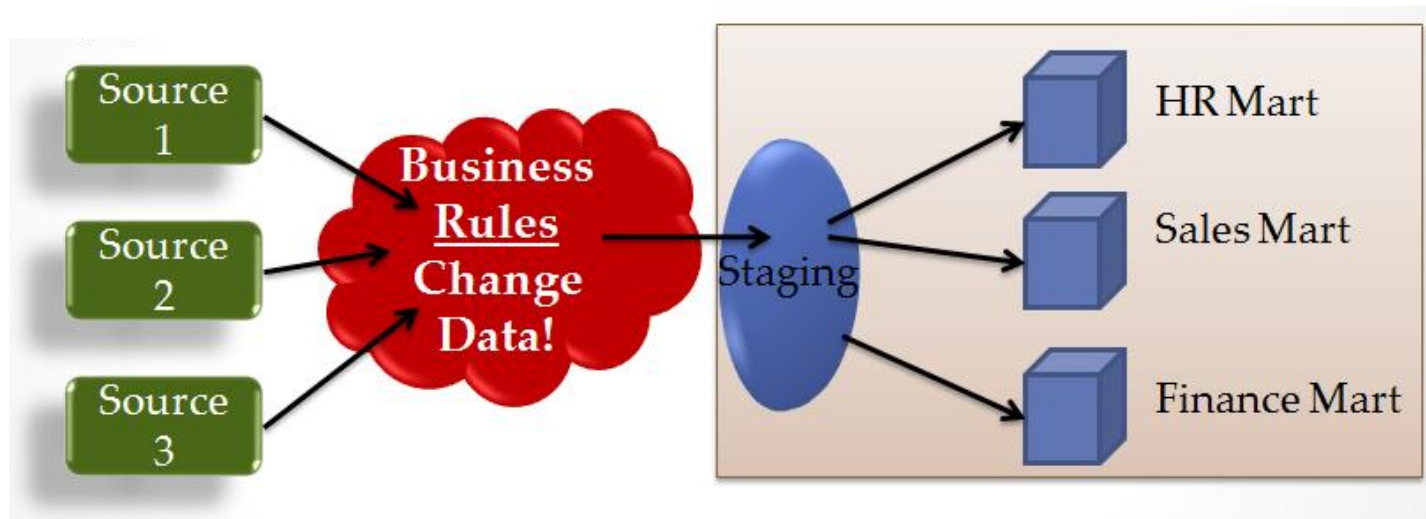 Source
1
Source
2
Source
3
Business
Rules
Change
Data!
Staging
HR Mart
Sales Mart
Finance Mart